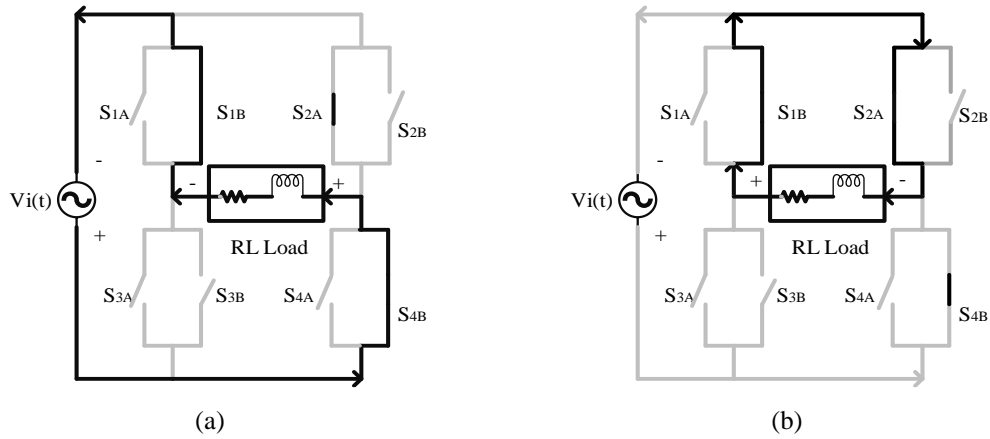 S1A
S1B
S2A
S2B
-
-
+
Vi(t)
+
RL Load
S3A
S3B
S4A
S4B
(a)
S1A
S1B
S2A
S2B
-
+
-
Vi(t)
+
RL Load
S3A
S3B
S4A
S4B
(b)